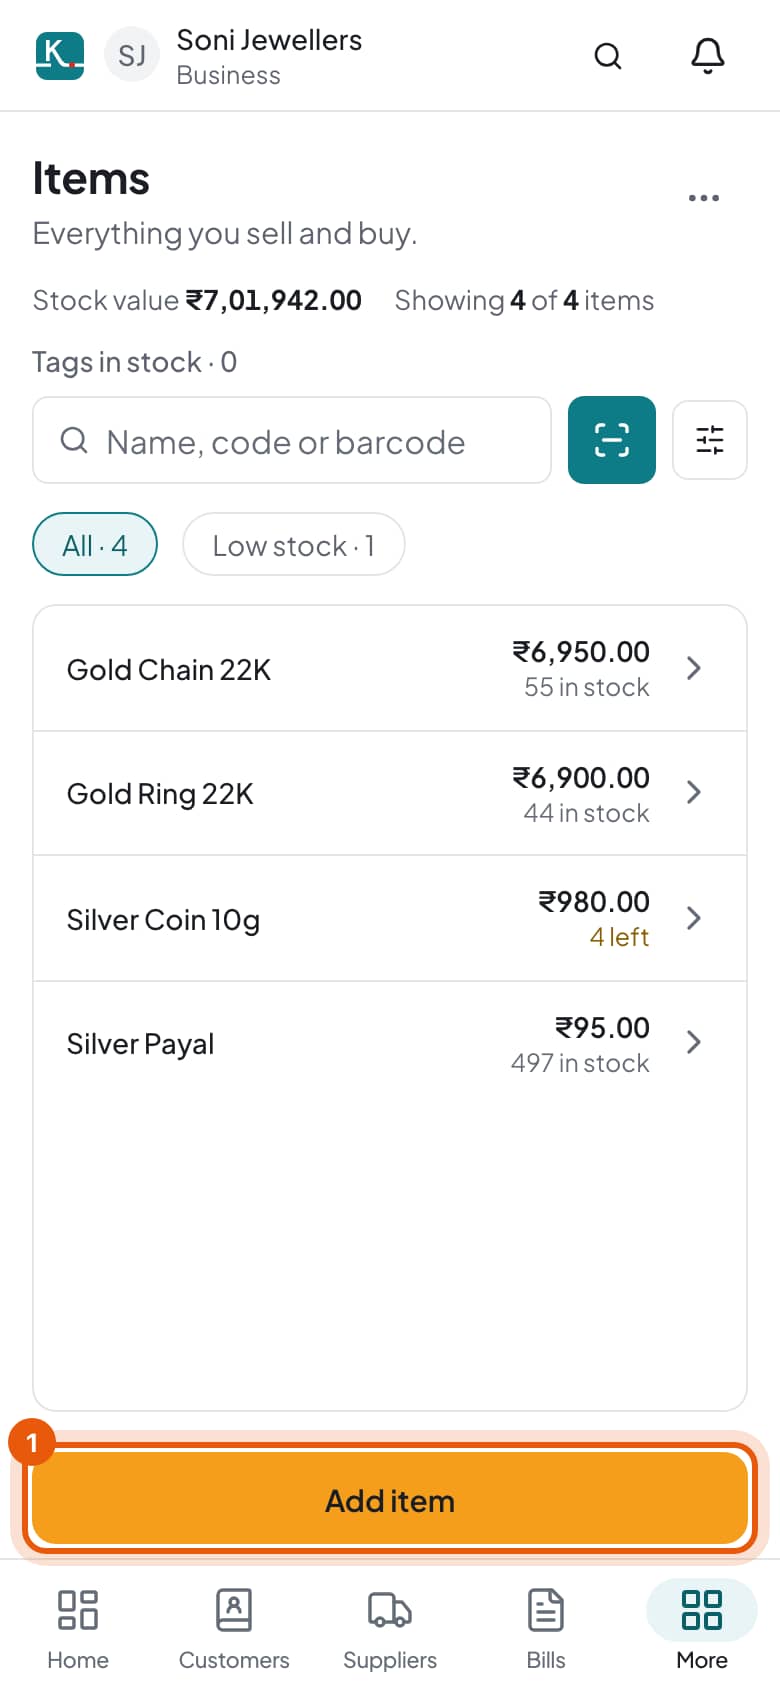 K.
SJ
Soni Jewellers
Business
Items
Everything you sell and buy.
Stock value ₹7,01,942.00 Showing 4 of 4 items
Tags in stock · 0
Name, code or barcode
All · 4
Low stock · 1
Gold Chain 22K
₹6,950.00
55 in stock
Gold Ring 22K
₹6,900.00
44 in stock
Silver Coin 10g
₹980.00
4 left
Silver Payal
₹95.00
497 in stock
1
Add item
Home
Customers
Suppliers
Bills
More